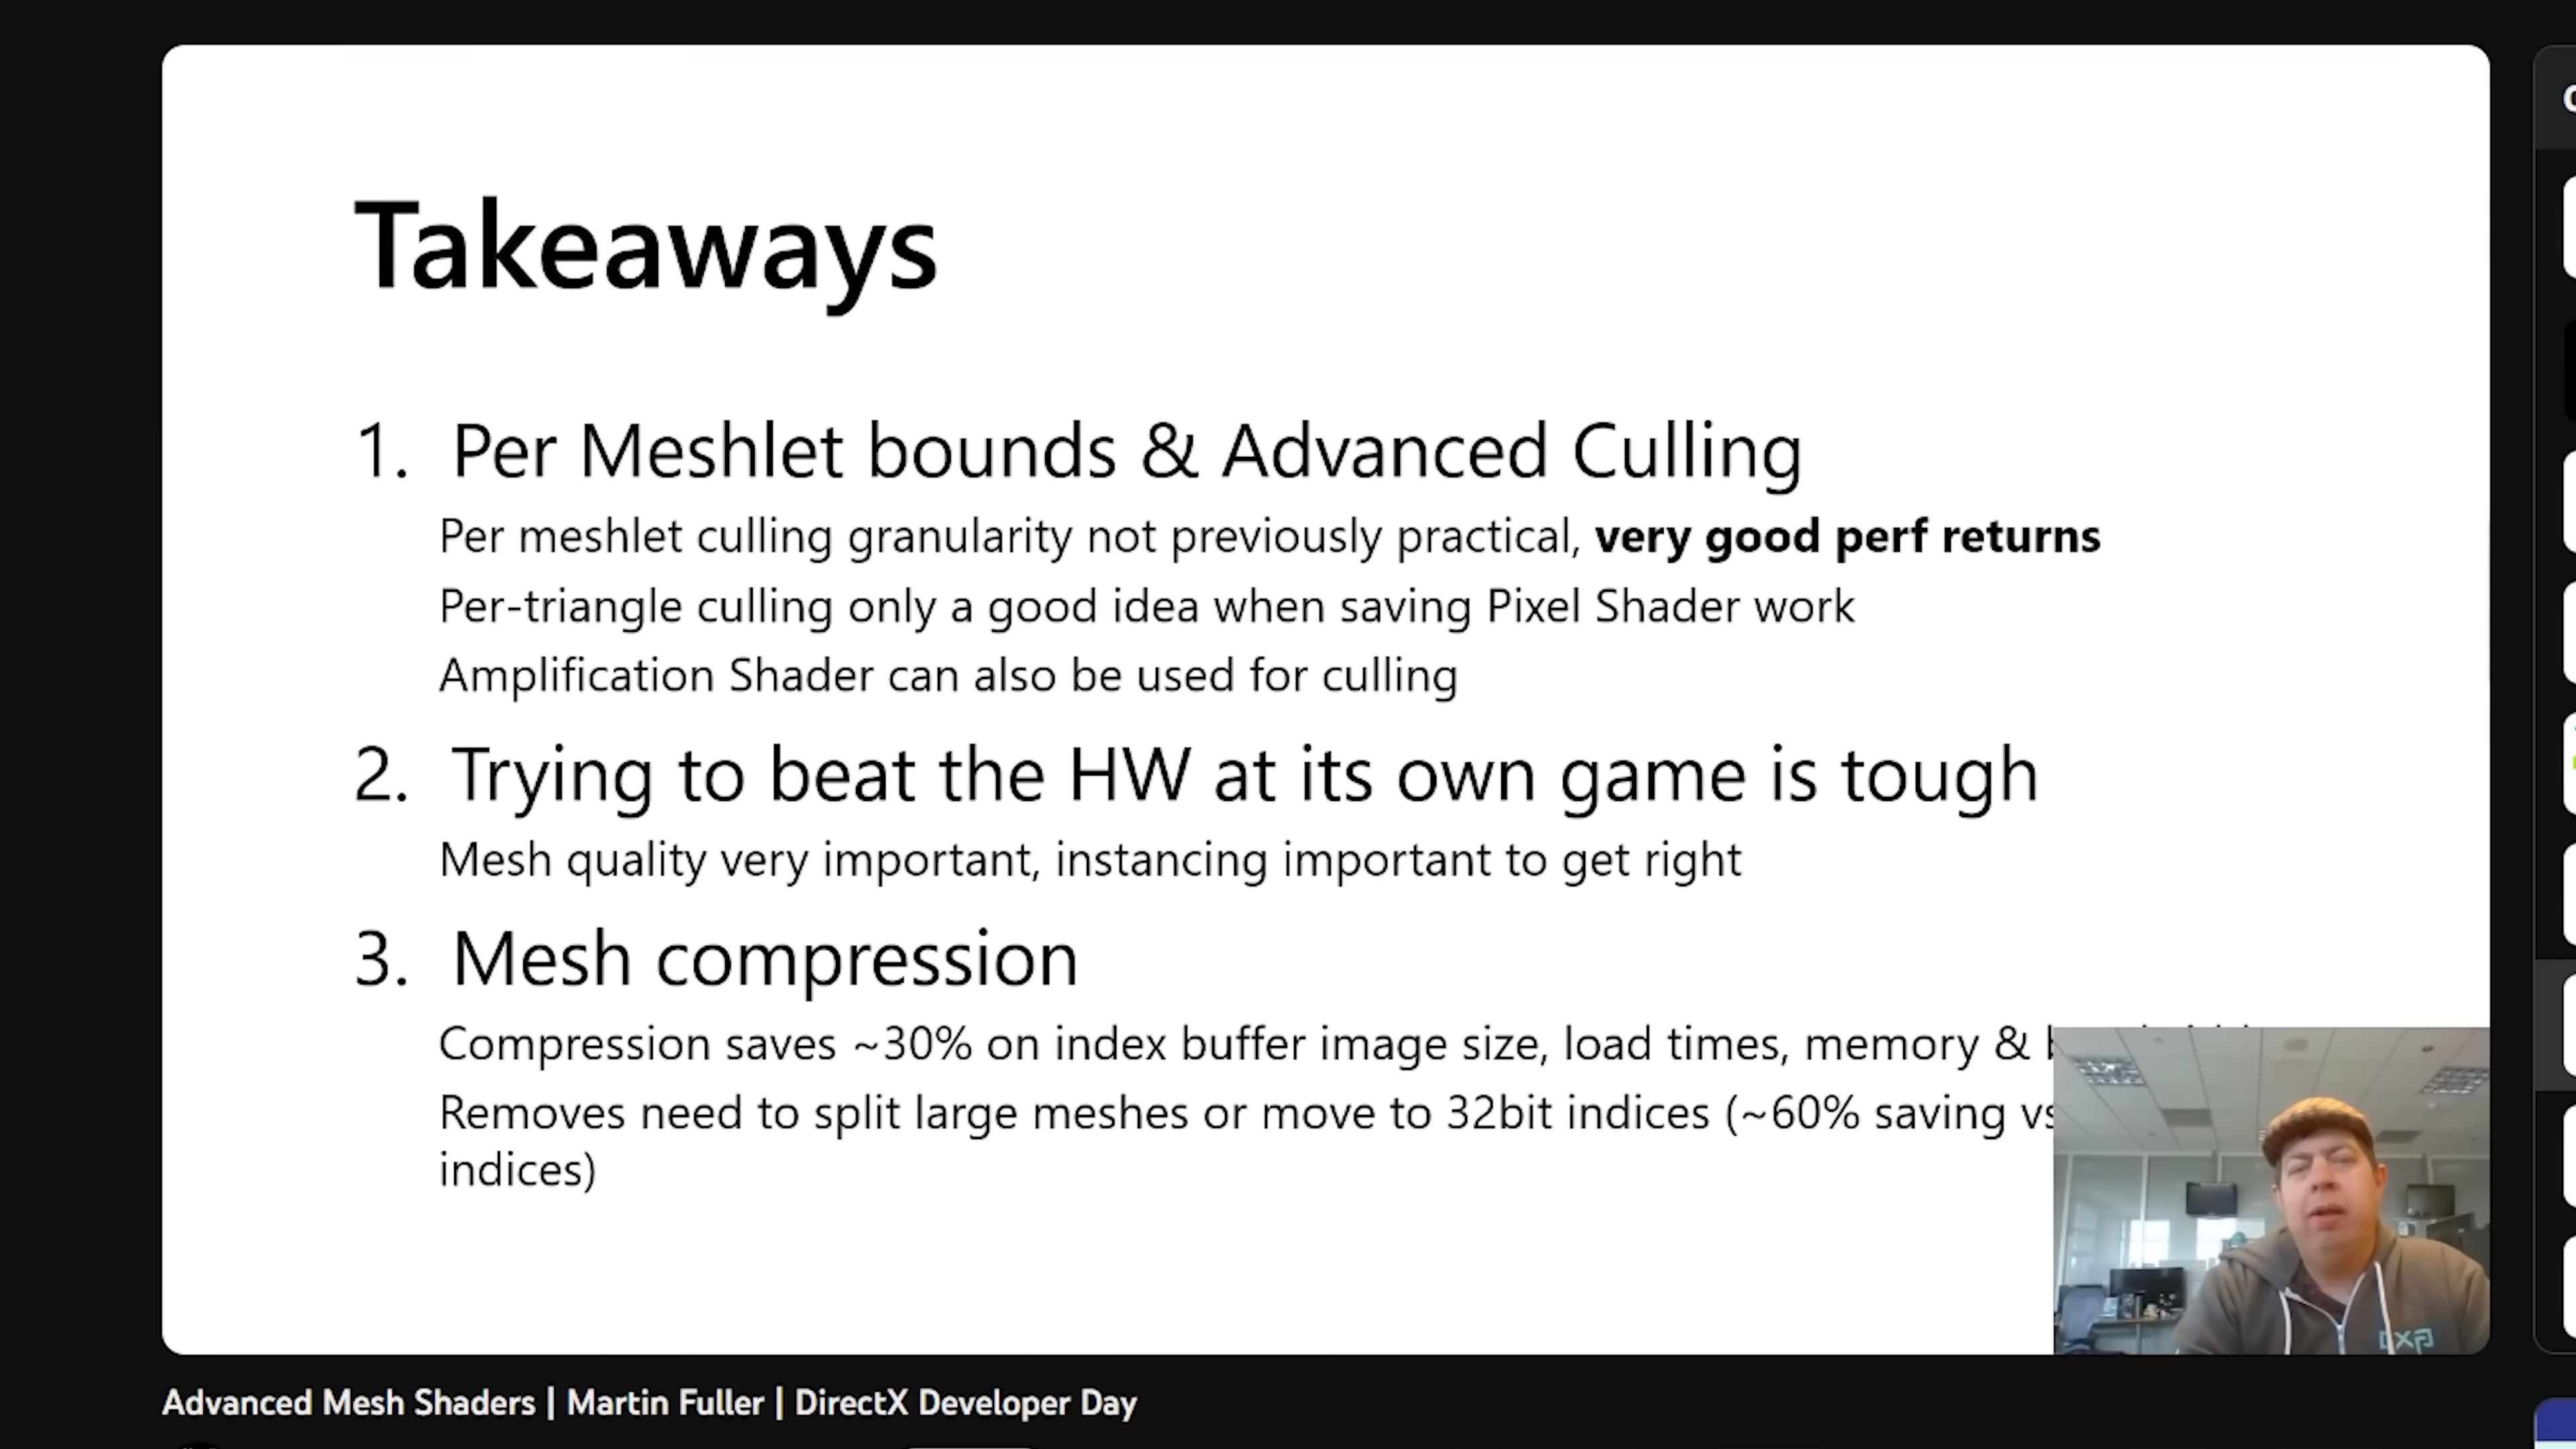 Takeaways
1. Per Meshlet bounds & Advanced Culling
Per meshlet culling granularity not previously practical, very good perf returns
Per-triangle culling only a good idea when saving Pixel Shader work
Amplification Shader can also be used for culling
2. Trying to beat the HW at its own game is tough
Mesh quality very important, instancing important to get right
3. Mesh compression
Compression saves ~30% on index buffer image size, load times, memory &
Removes need to split large meshes or move to 32bit indices (~60% saving vs
indices)
Advanced Mesh Shaders | Martin Fuller | DirectX Developer Day